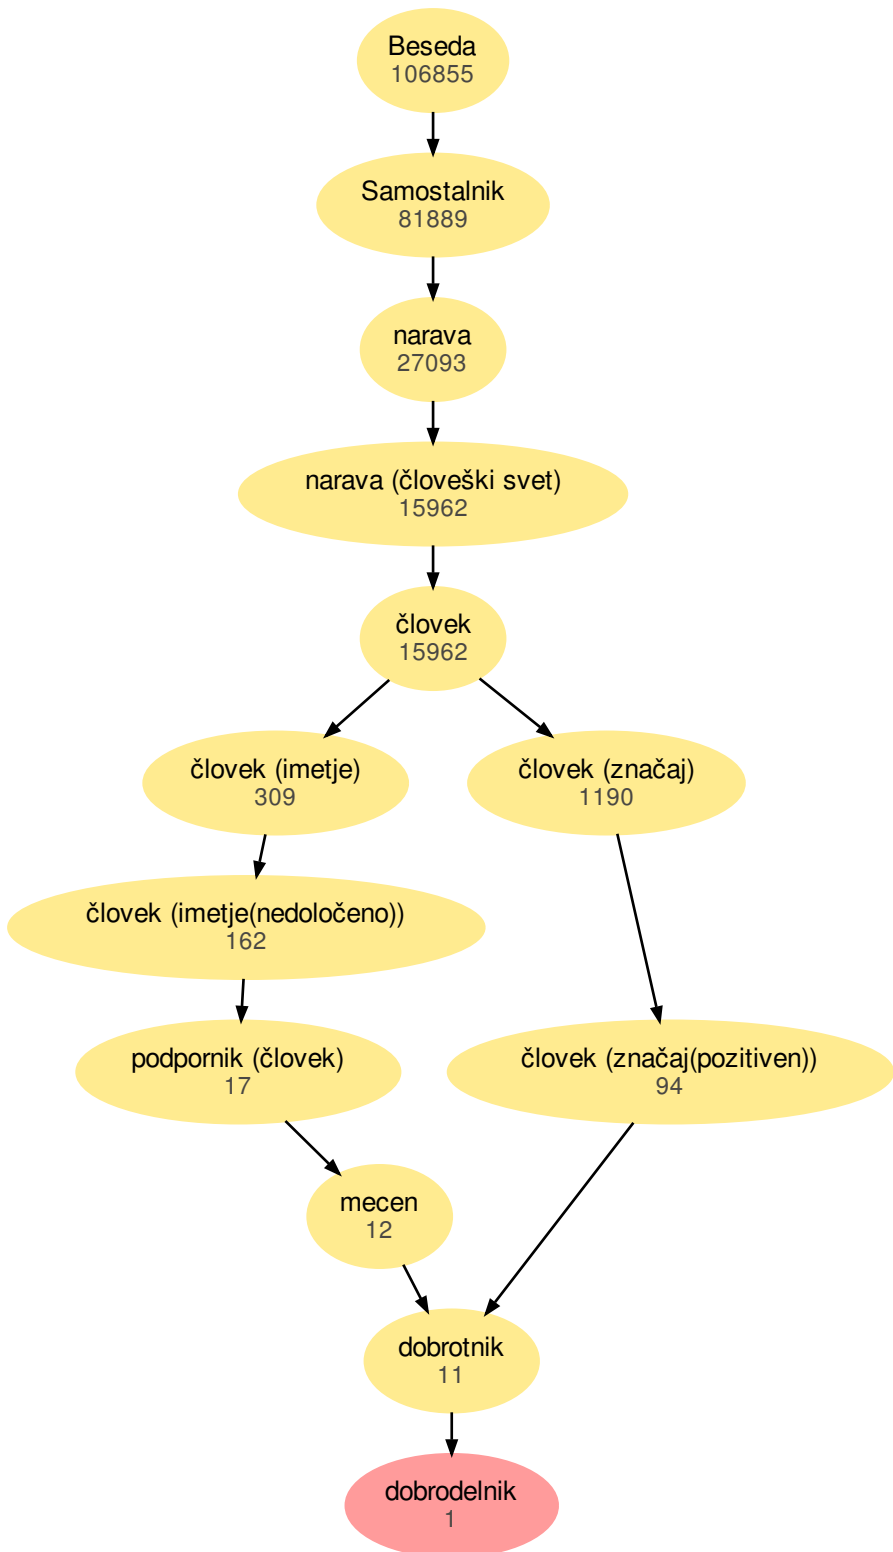 Beseda
106855
Samostalnik
81889
narava
27093
narava (človeški svet)
15962
človek
15962
človek (imetje)
309
človek (značaj)
1190
človek (imetje(nedoločeno))
162
podpornik (človek)
17
človek (značaj(pozitiven))
94
mecen
12
dobrotnik
11
dobrodelnik
1